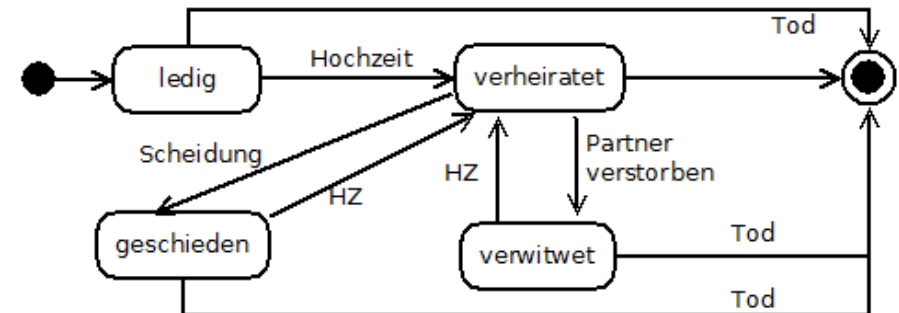 Tod
ledig
Hochzeit
verheiratet
Scheidung
HZ
HZ
Partner
verstorben
geschieden
verwitwet
Tod
Tod